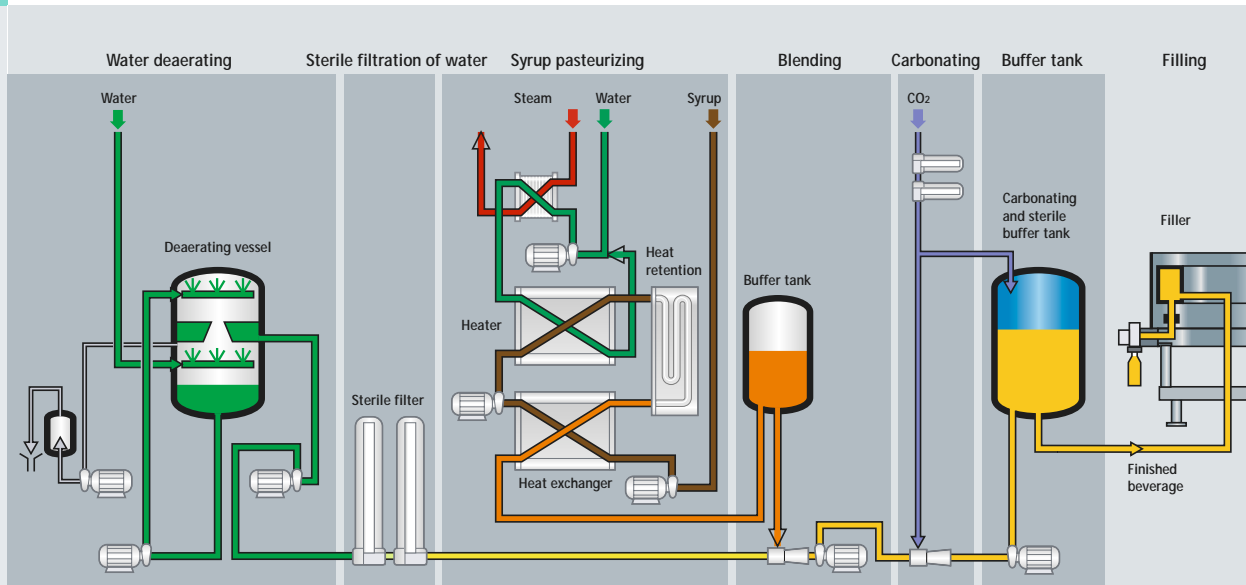 Water deaerating
Sterile filtration of water
Syrup pasteurizing
Blending
Carbonating
Buffer tank
Filling
Water
Steam
Water
Syrup
CO2
Carbonating
and sterile
buffer tank
Filler
Deaerating vessel
Heat
retention
Buffer tank
Heater
Sterile filter
Heat exchanger
Finished
beverage